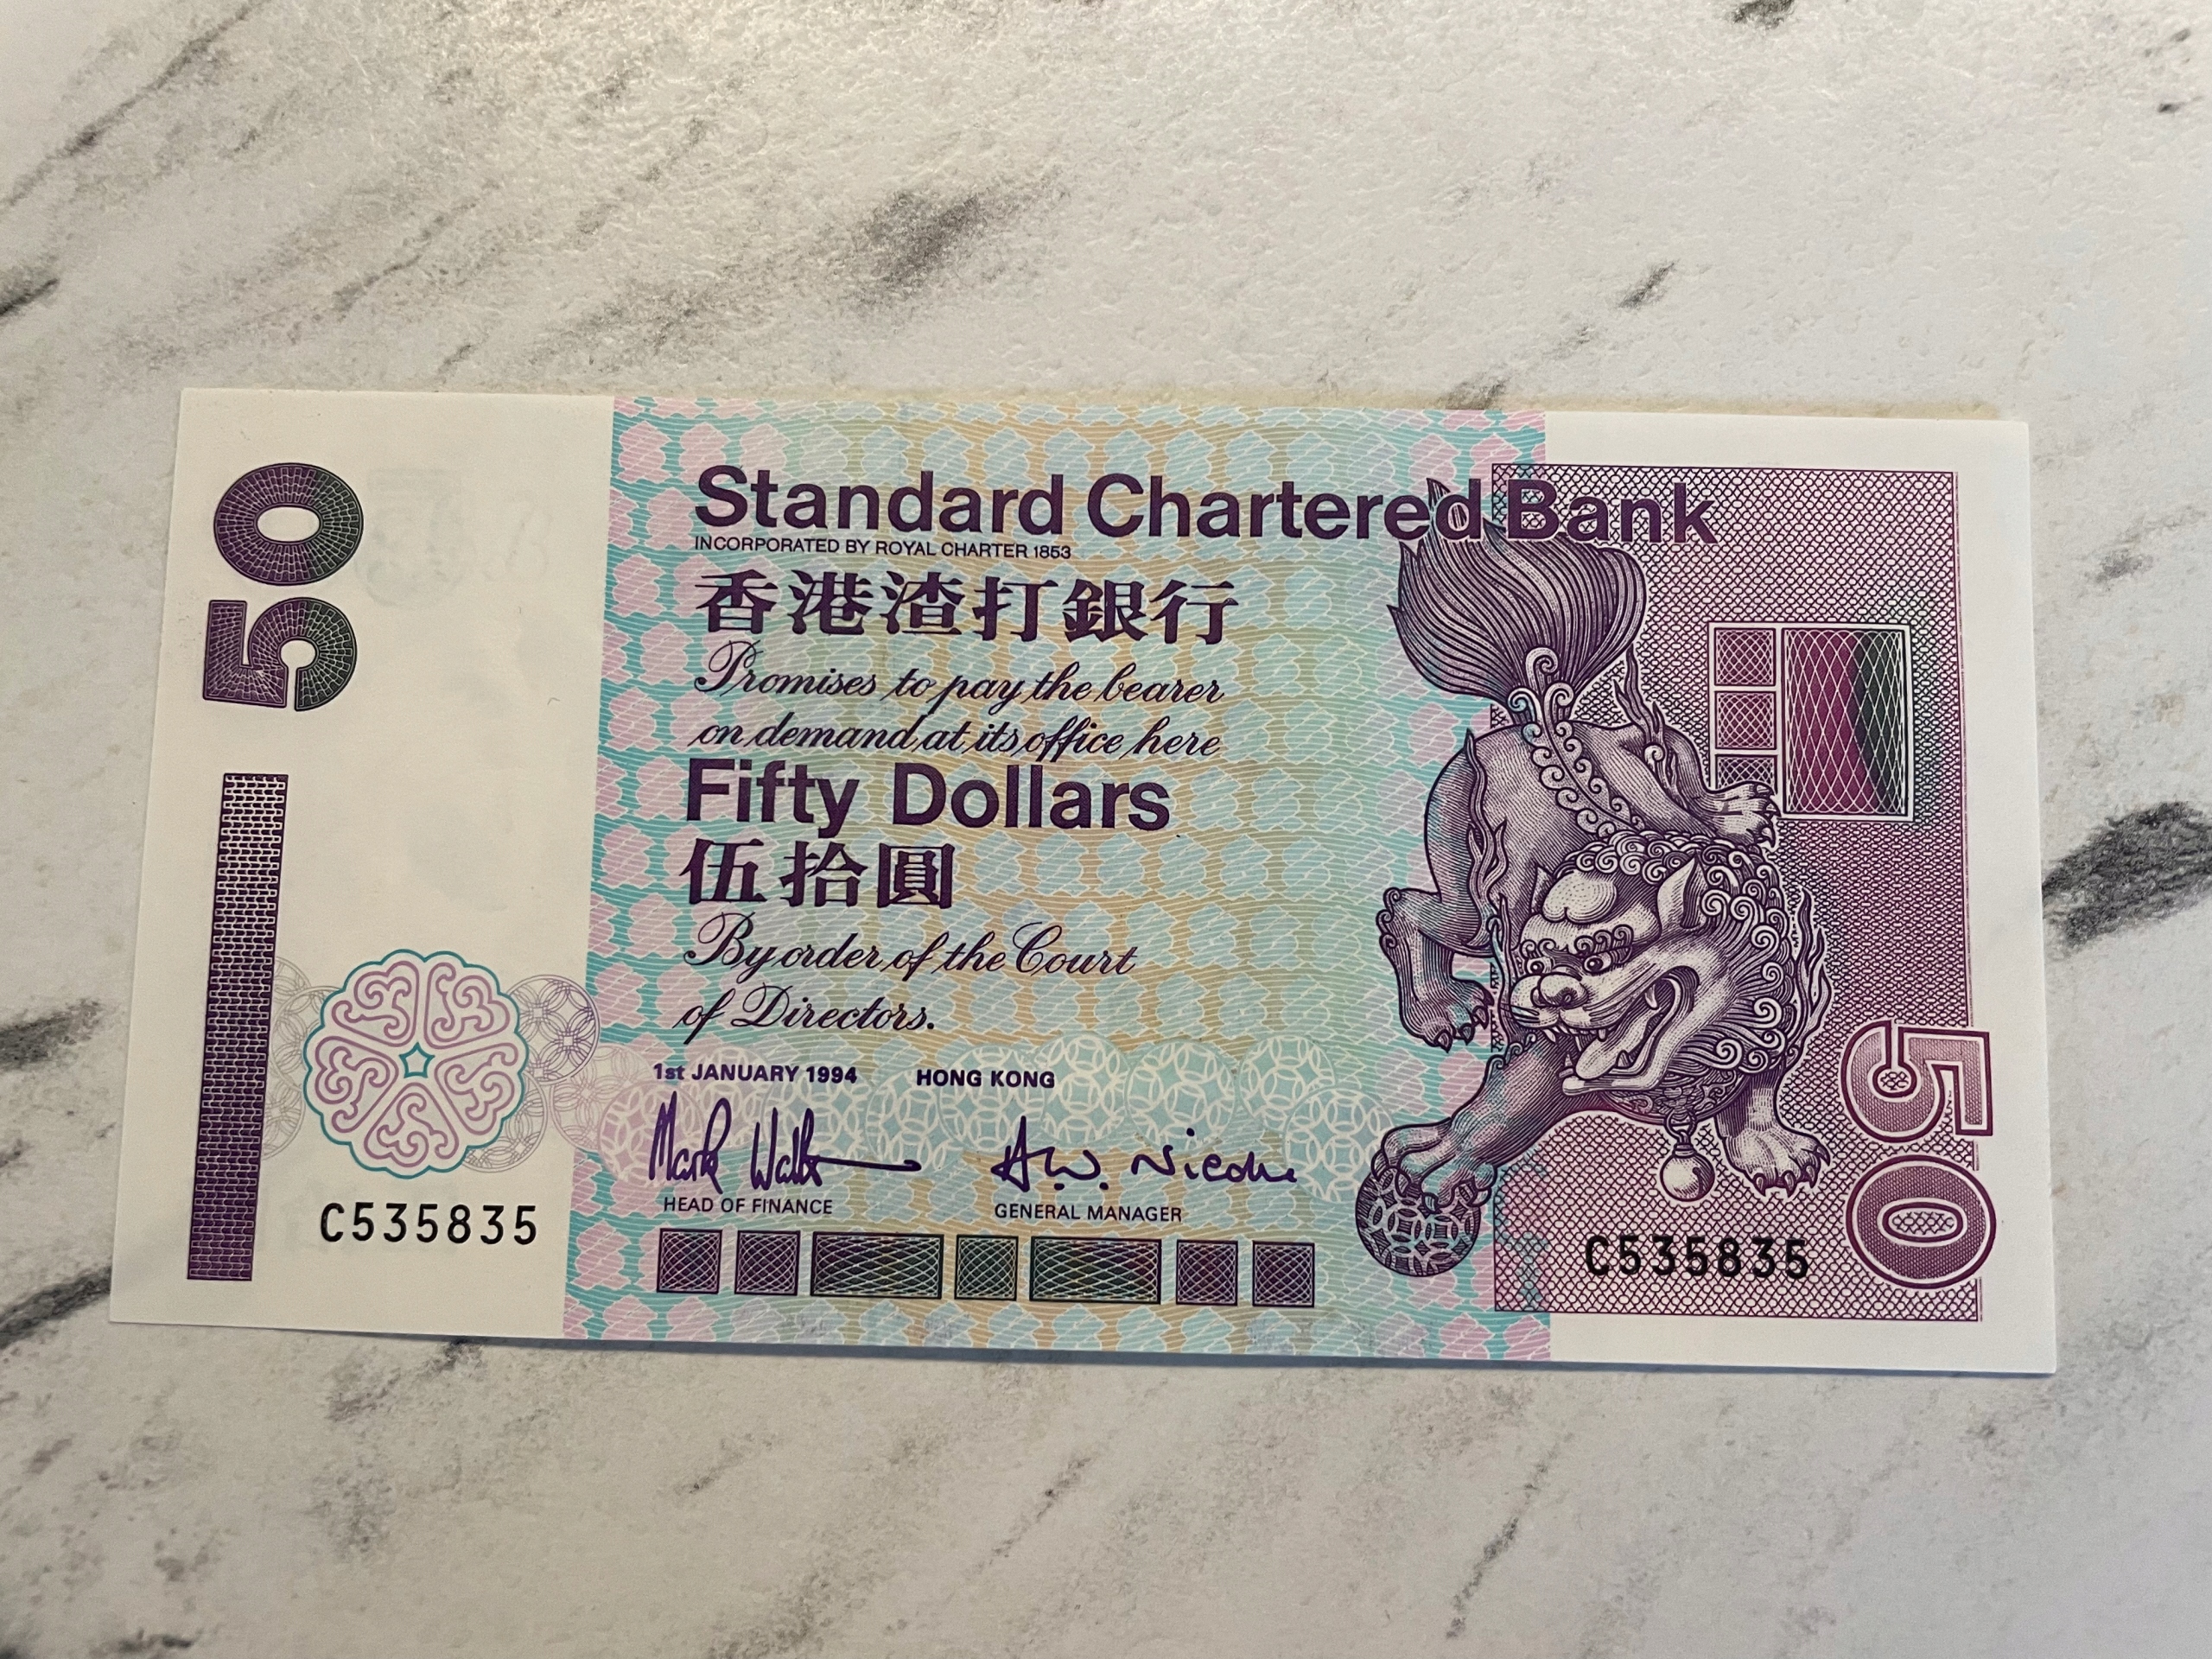 50
Standard Chartered Bank
INCORPORATED BY ROYAL CHARTER 1853
香港渣打銀行
Promises to pay the bearer
on demand at its office here
Fifty Dollars
伍拾圓
By order of the Court
of Directors.
1st JANUARY 1994 HONG KONG
HEAD OF FINANCE GENERAL MANAGER
C535835
C535835
50